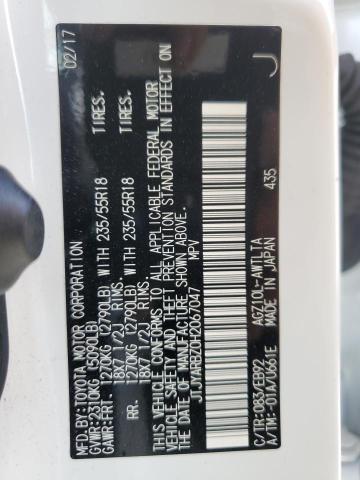 MFD.BY:TOYOTA MOTOR CORPORATION 02/17
GVWR:2310KG (5090LB)
GAWR:FRT. 1270KG (2790LB) WITH 235/55R18 TIRES.
18X7 1/2J RIMS.
RR. 1270KG (2790LB) WITH 235/55R18 TIRES.
18X7 1/2J RIMS.
THIS VEHICLE CONFORMS TO ALL APPLICABLE FEDERAL MOTOR
VEHICLE SAFETY AND THEFT PREVENTION STANDARDS IN EFFECT ON
THE DATE OF MANUFACTURE SHOWN ABOVE.
JTJYARBZ2H2067047 MPV
J
C/TR:083/EB92 AGZ10L-AWTLTA
A/TM:-01A/U661E MADE IN JAPAN 435